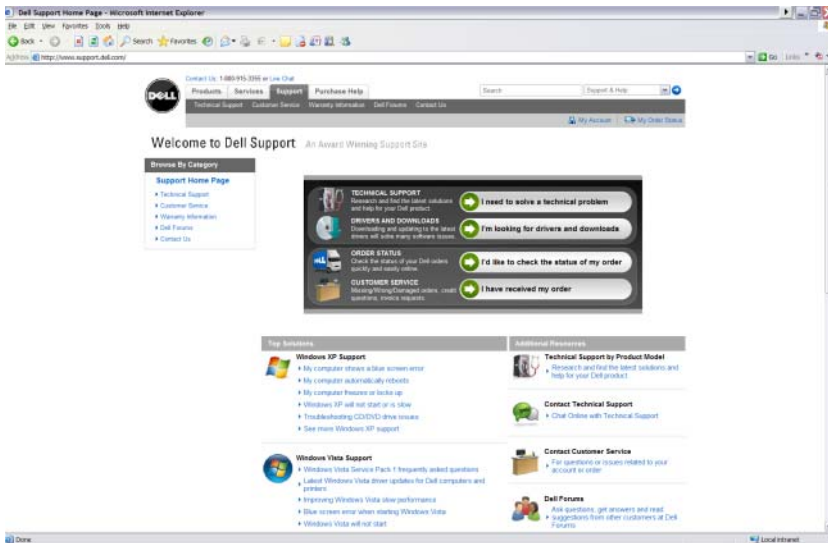 Dell Support Home Page - Microsoft Internet Explorer
File Edit View Favorites Tools Help
Back Search Favorites
Address http://www.support.dell.com/ Go Links
Contact Us: or Live Chat
DELL
Products Services Support Purchase Help Search Support & Help
Technical Support Customer Service Warranty Information Dell Forums Contact Us
My Account My Order Status
Welcome to Dell Support An Award Winning Support Site
Browse By Category
Support Home Page
Technical Support
Customer Service
Warranty Information
Dell Forums
Contact Us
TECHNICAL SUPPORT
Research and find the latest solutions
and help for your Dell product.
I need to solve a technical problem
DRIVERS AND DOWNLOADS
Downloading and updating to the latest
drivers will solve many software issues.
I'm looking for drivers and downloads
ORDER STATUS
Check the status of your Dell orders
quickly and easily online.
I'd like to check the status of my order
CUSTOMER SERVICE
Missing/Wrong/Damaged orders, credit
questions, invoice requests.
I have received my order
Top Solutions
Windows XP Support
My computer shows a blue screen error
My computer automatically reboots
My computer freezes or locks up
Windows XP will not start or is slow
Troubleshooting CD/DVD drive issues
See more Windows XP support
Windows Vista Support
Windows Vista Service Pack 1 frequently asked questions
Latest Windows Vista driver updates for Dell computers and
printers
Improving Windows Vista slow performance
Blue screen error when starting Windows Vista
Windows Vista will not start
Additional Resources
Technical Support by Product Model
Research and find the latest solutions and
help for your Dell product.
Contact Technical Support
Chat Online with Technical Support
Contact Customer Service
For questions or issues related to your
account or order
Dell Forums
Ask questions, get answers and read
suggestions from other customers at Dell
Forums
Done Local intranet